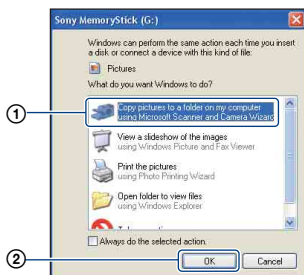 Sony MemoryStick (G:)
Windows can perform the same action each time you insert
a disk or connect a device with this kind of file:
Pictures
What do you want Windows to do?
①
Copy pictures to a folder on my computer
using Microsoft Scanner and Camera Wizard
View a slideshow of the images
using Windows Picture and Fax Viewer
Print the pictures
using Photo Printing Wizard
Open folder to view files
using Windows Explorer
Always do the selected action.
②
OK
Cancel